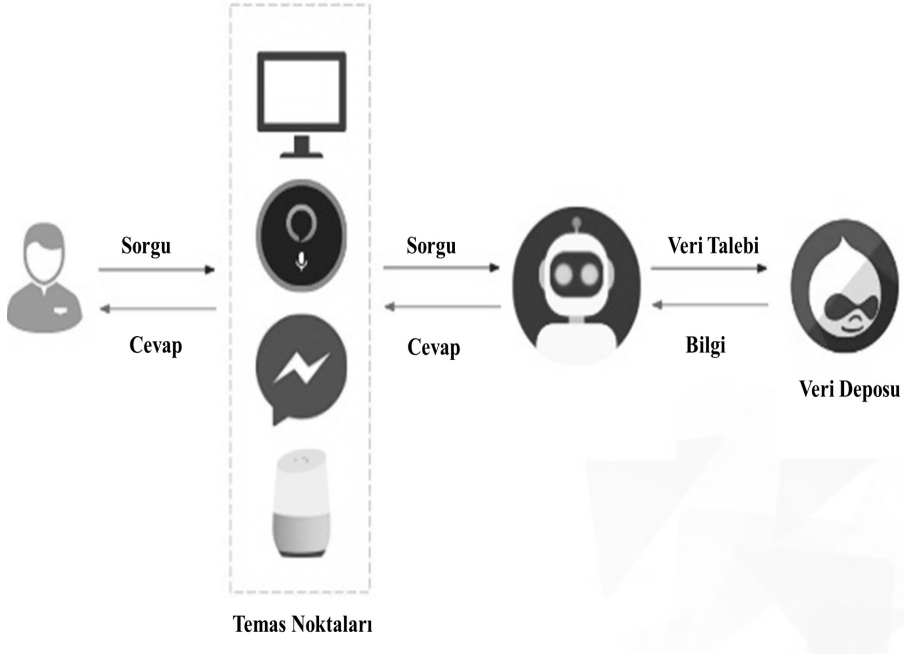 Sorgu
Cevap
Temas Noktaları
Sorgu
Cevap
Veri Talebi
Bilgi
Veri Deposu